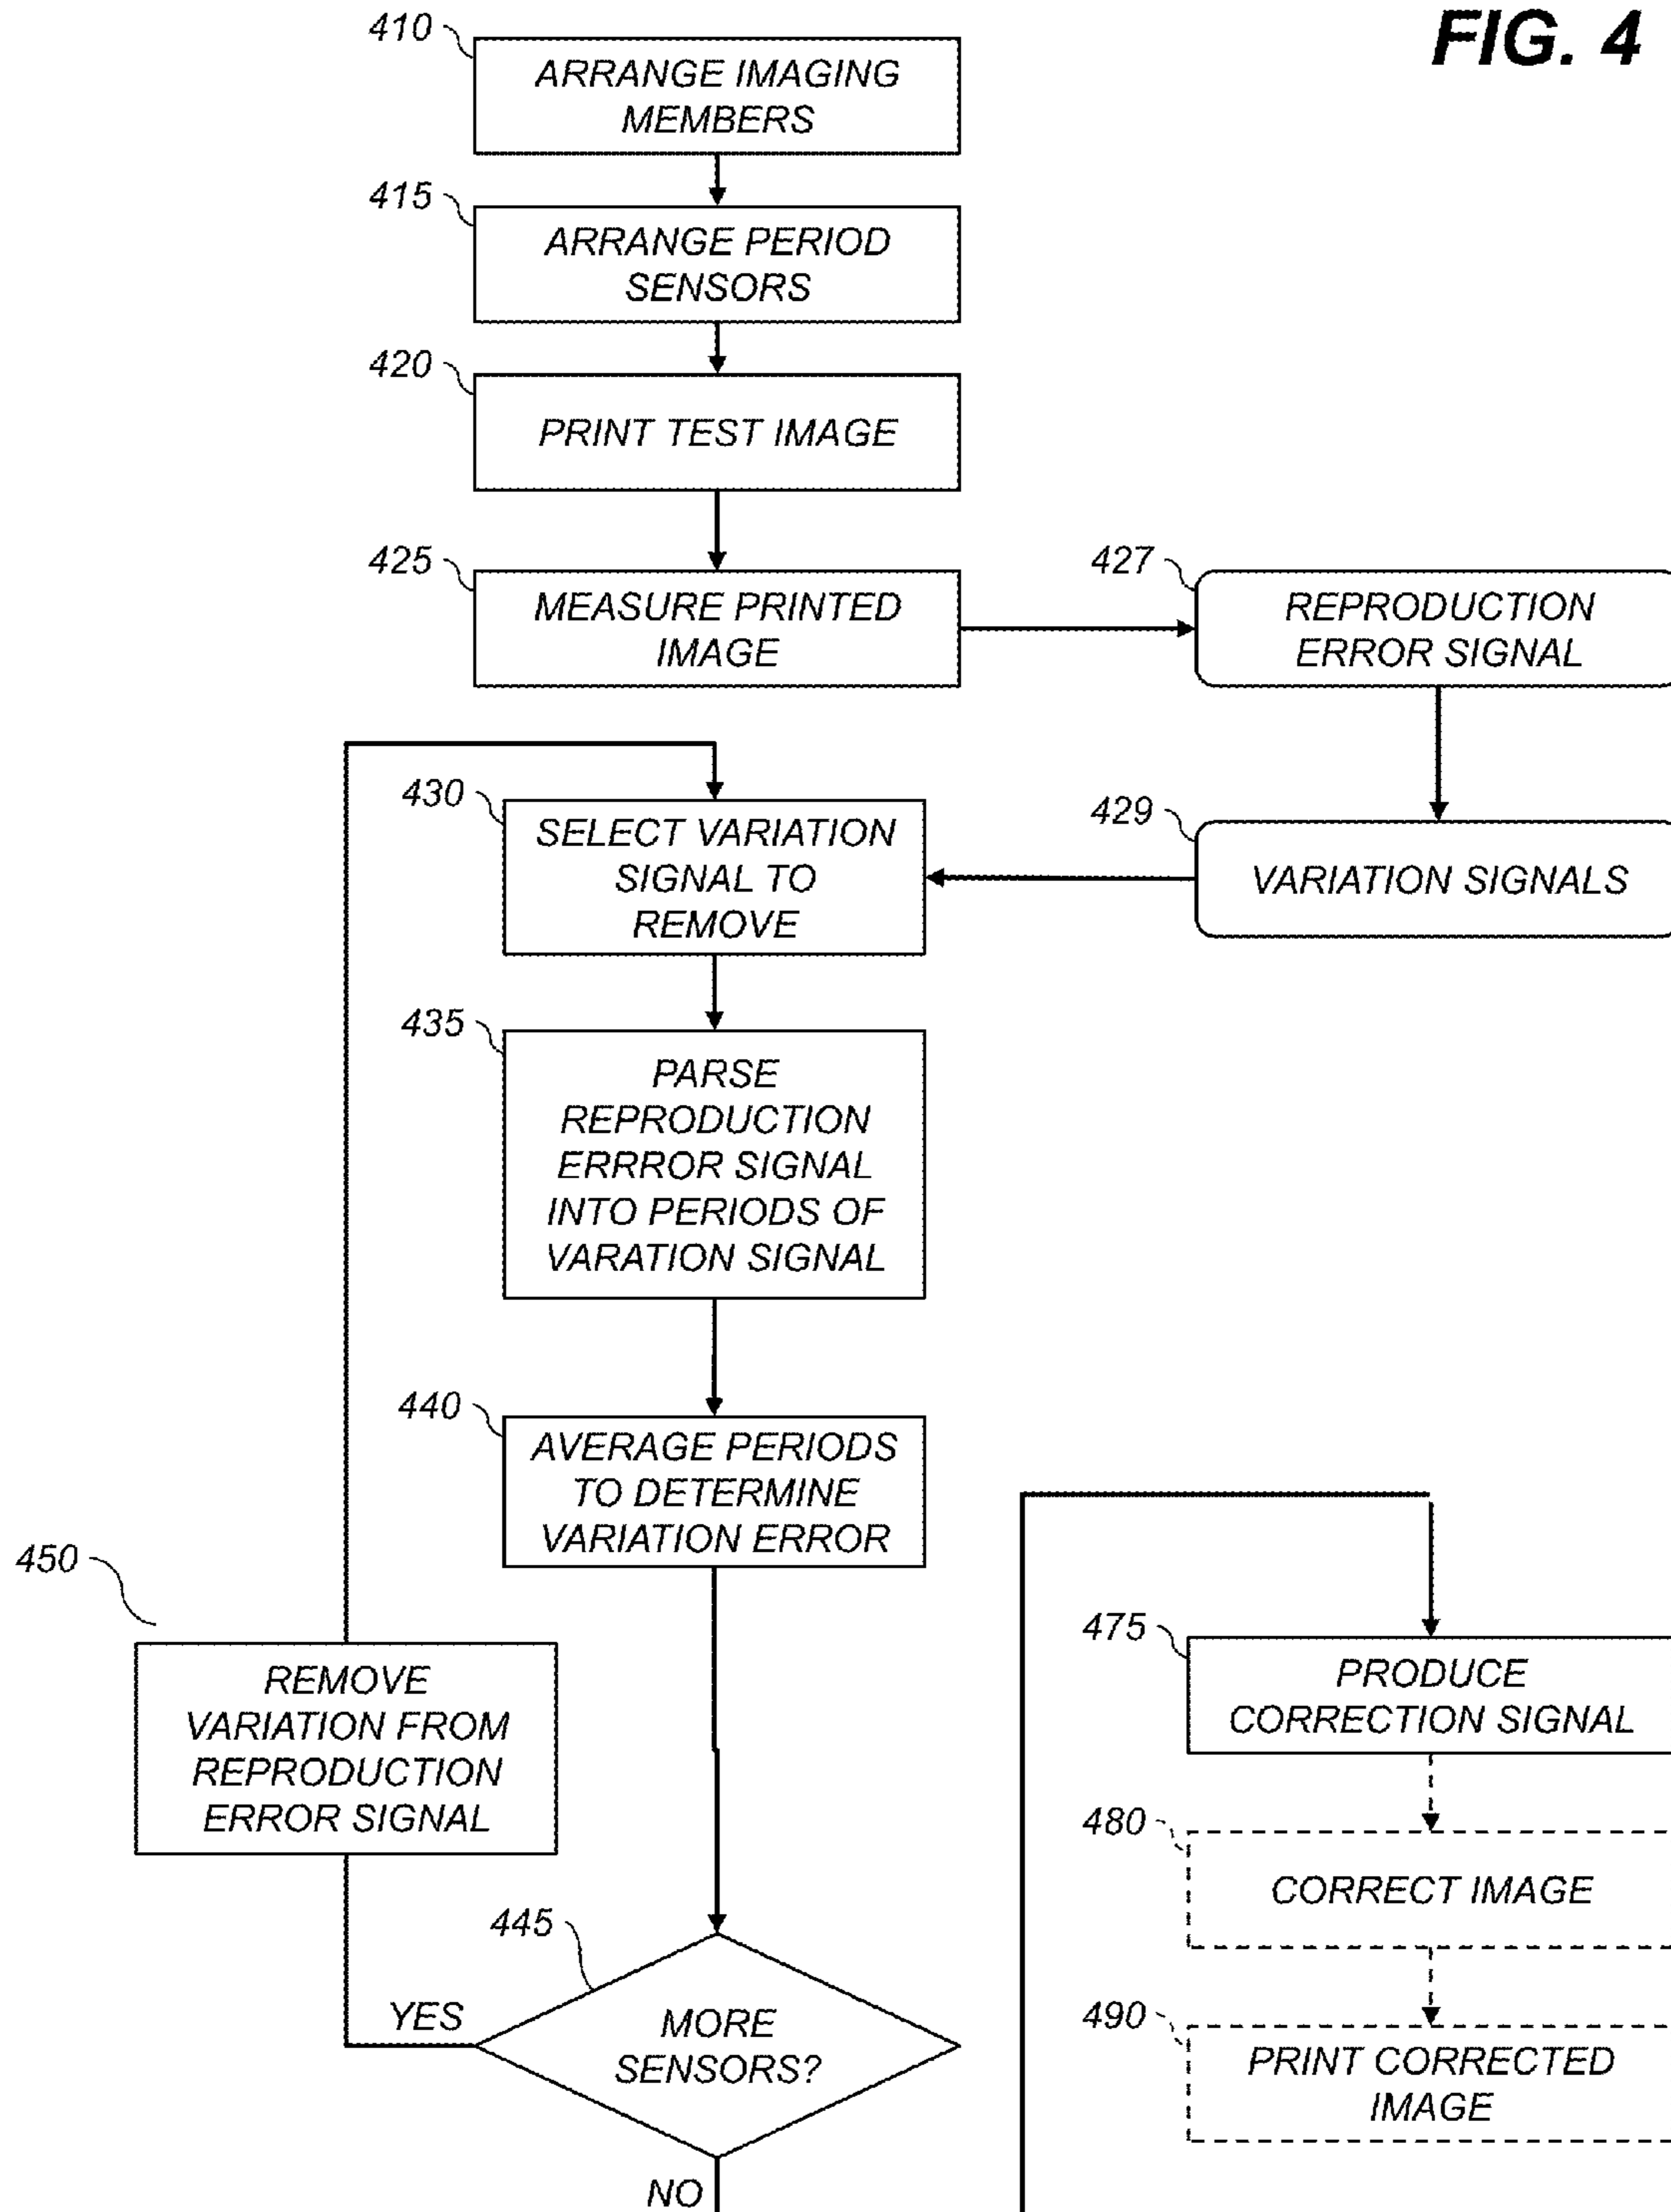 FIG. 4
410
ARRANGE IMAGING
MEMBERS
415
ARRANGE PERIOD
SENSORS
420
PRINT TEST IMAGE
425
MEASURE PRINTED
IMAGE
427
REPRODUCTION
ERROR SIGNAL
429
VARIATION SIGNALS
430
SELECT VARIATION
SIGNAL TO
REMOVE
435
PARSE
REPRODUCTION
ERRROR SIGNAL
INTO PERIODS OF
VARATION SIGNAL
440
AVERAGE PERIODS
TO DETERMINE
VARIATION ERROR
450
REMOVE
VARIATION FROM
REPRODUCTION
ERROR SIGNAL
445
MORE
SENSORS?
YES
NO
475
PRODUCE
CORRECTION SIGNAL
480
CORRECT IMAGE
490
PRINT CORRECTED
IMAGE